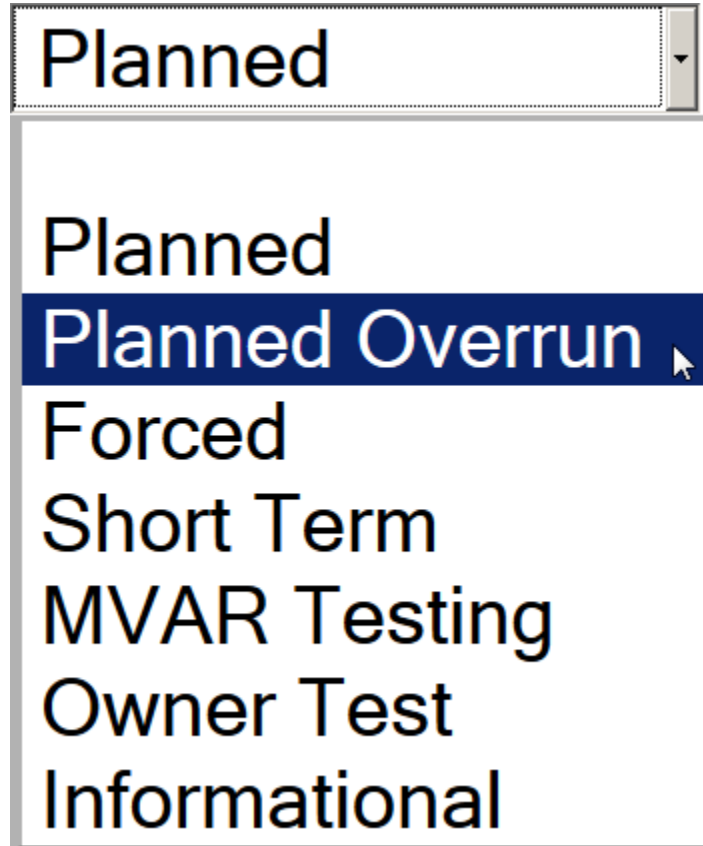 Planned
Planned
Planned Overrun
Forced
Short Term
MVAR Testing
Owner Test
Informational